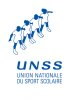 UNSS
UNION NATIONALE
DU SPORT SCOLAIRE